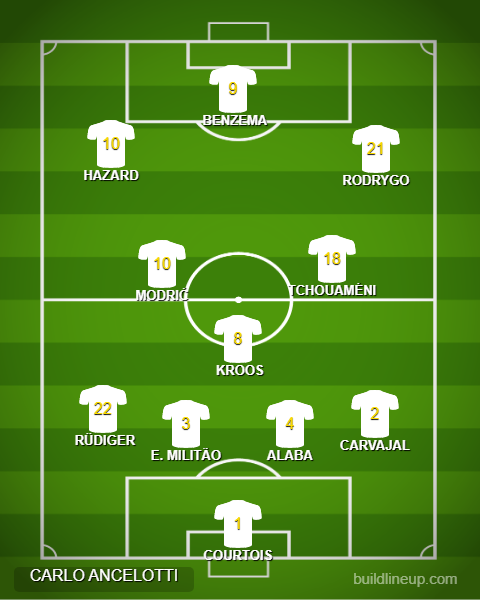 9
BENZEMA
10
HAZARD
21
RODRYGO
10
MODRIĆ
18
TCHOUAMÉNI
8
KROOS
22
RÜDIGER
3
E. MILITÃO
4
ALABA
2
CARVAJAL
1
COURTOIS
CARLO ANCELOTTI
buildlineup.com